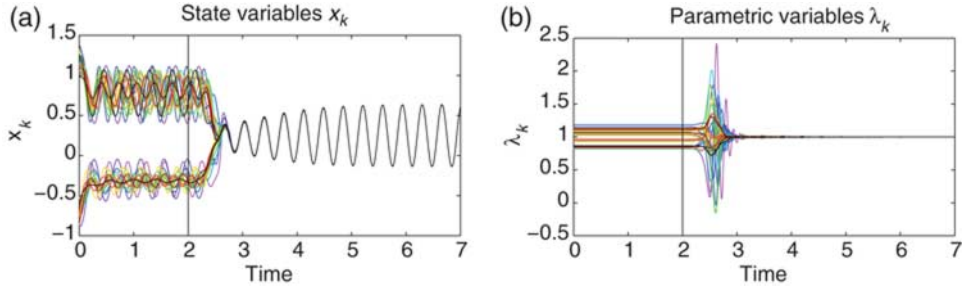 (a)
State variables x_k
x_k
1.5
1
0.5
0
−0.5
−1
0 1 2 3 4 5 6 7
Time
(b)
Parametric variables λ_k
λ_k
2.5
2
1.5
1
0.5
0
−0.5
0 1 2 3 4 5 6 7
Time